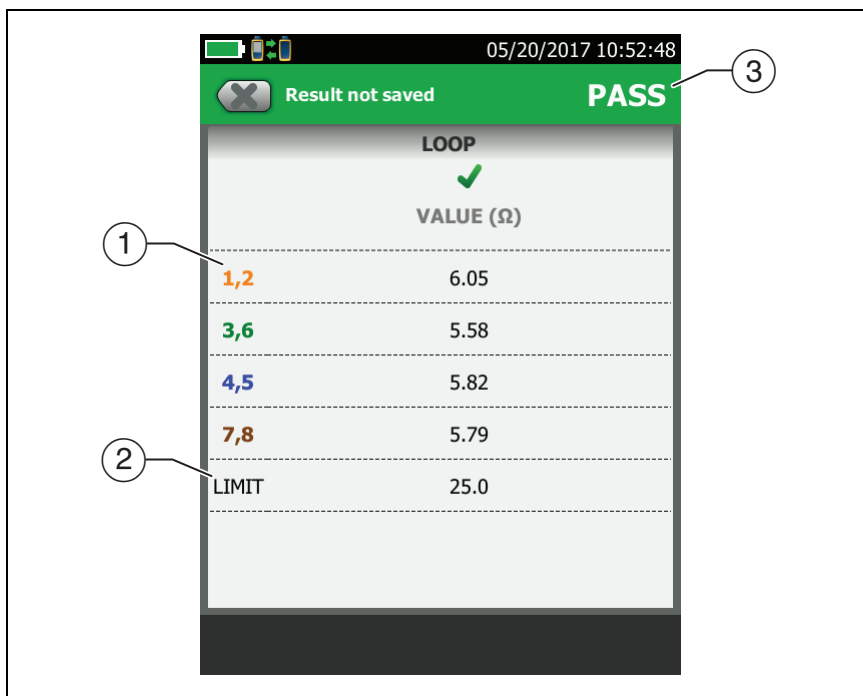 05/20/2017 10:52:48
3
Result not saved PASS
LOOP
VALUE (Ω)
1
1,2 6.05
3,6 5.58
4,5 5.82
7,8 5.79
2
LIMIT 25.0